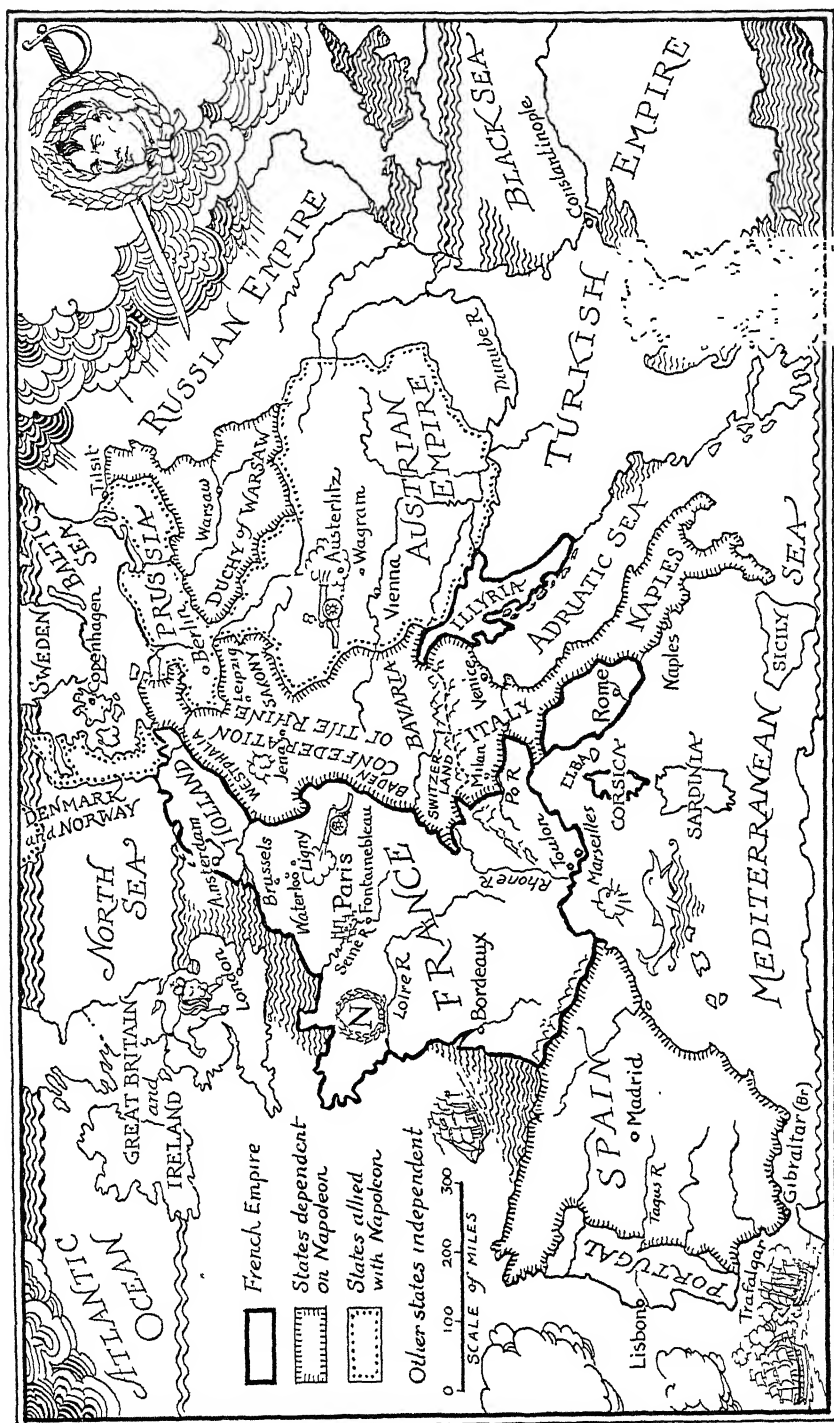 ATLANTIC
OCEAN
GREAT BRITAIN
and
IRELAND
London
NORTH
SEA
DENMARK
and NORWAY
SWEDEN
Copenhagen
BALTIC
SEA
Tilsit
PRUSSIA
Berlin
Warsaw
DUCHY of WARSAW
RUSSIAN EMPIRE
Amsterdam
HOLLAND
WESTPHALIA
CONFEDERATION
OF THE RHINE
Leipzig
SAXONY
Jena
Brussels
Waterloo
Ligny
Paris
Seine R
Fontainebleau
N
Loire R
FRANCE
Bordeaux
BADEN
BAVARIA
Austerlitz
Wagram
Vienna
AUSTRIAN
EMPIRE
SWITZER-
LAND
Milan
Venice
ITALY
Po R
Rhone R
Toulon
Marseilles
ILLYRIA
ADRIATIC SEA
Danube R.
BLACK SEA
Constantinople
TURKISH
EMPIRE
ELBA
CORSICA
SARDINIA
Rome
NAPLES
Naples
SICILY
MEDITERRANEAN
SEA
SPAIN
Madrid
Tagus R
PORTUGAL
Lisbon
Trafalgar
Gibraltar (Br)
French Empire
States dependent
on Napoleon
States allied
with Napoleon
Other states independent
0 100 200 300
SCALE of MILES